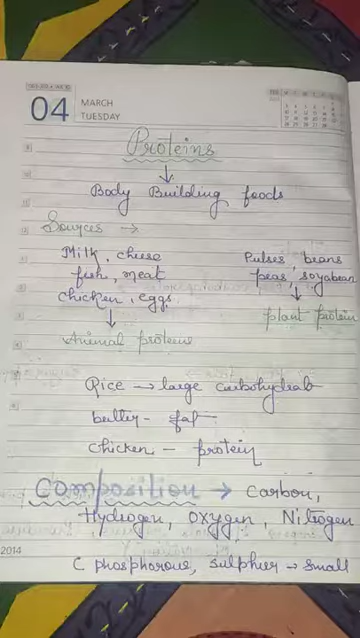 04
MARCH
TUESDAY
Proteins
↓
Body Building foods
Sources →
Milk, chese
fish, meat
chicken, eggs
↓
Animal proteins
Pulses, beans
peas, soyabean
↓
plant protein
Rice → large carbohydrate
butter - fat
chicken - protein
Composition → Carbon,
Hydrogen, Oxygen, Nitrogen
2014
C phosphorous, sulphur → small